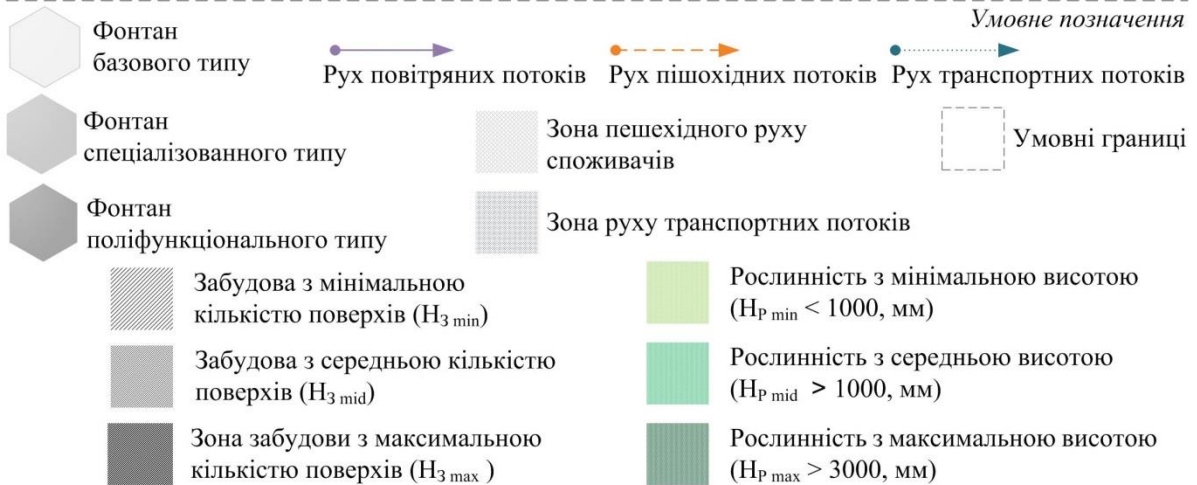 Умовне позначення
Фонтан
базового типу
Рух повітряних потоків
Рух пішохідних потоків
Рух транспортних потоків
Фонтан
спеціалізованного типу
Зона пешехідного руху
споживачів
Умовні границі
Фонтан
поліфункціонального типу
Зона руху транспортних потоків
Забудова з мінімальною
кількістю поверхів (НЗ min)
Рослинність з мінімальною висотою
(НР min < 1000, мм)
Забудова з середньою кількістю
поверхів (НЗ mid)
Рослинність з середньою висотою
(НР mid > 1000, мм)
Зона забудови з максимальною
кількістю поверхів (НЗ max )
Рослинність з максимальною висотою
(НР max > 3000, мм)